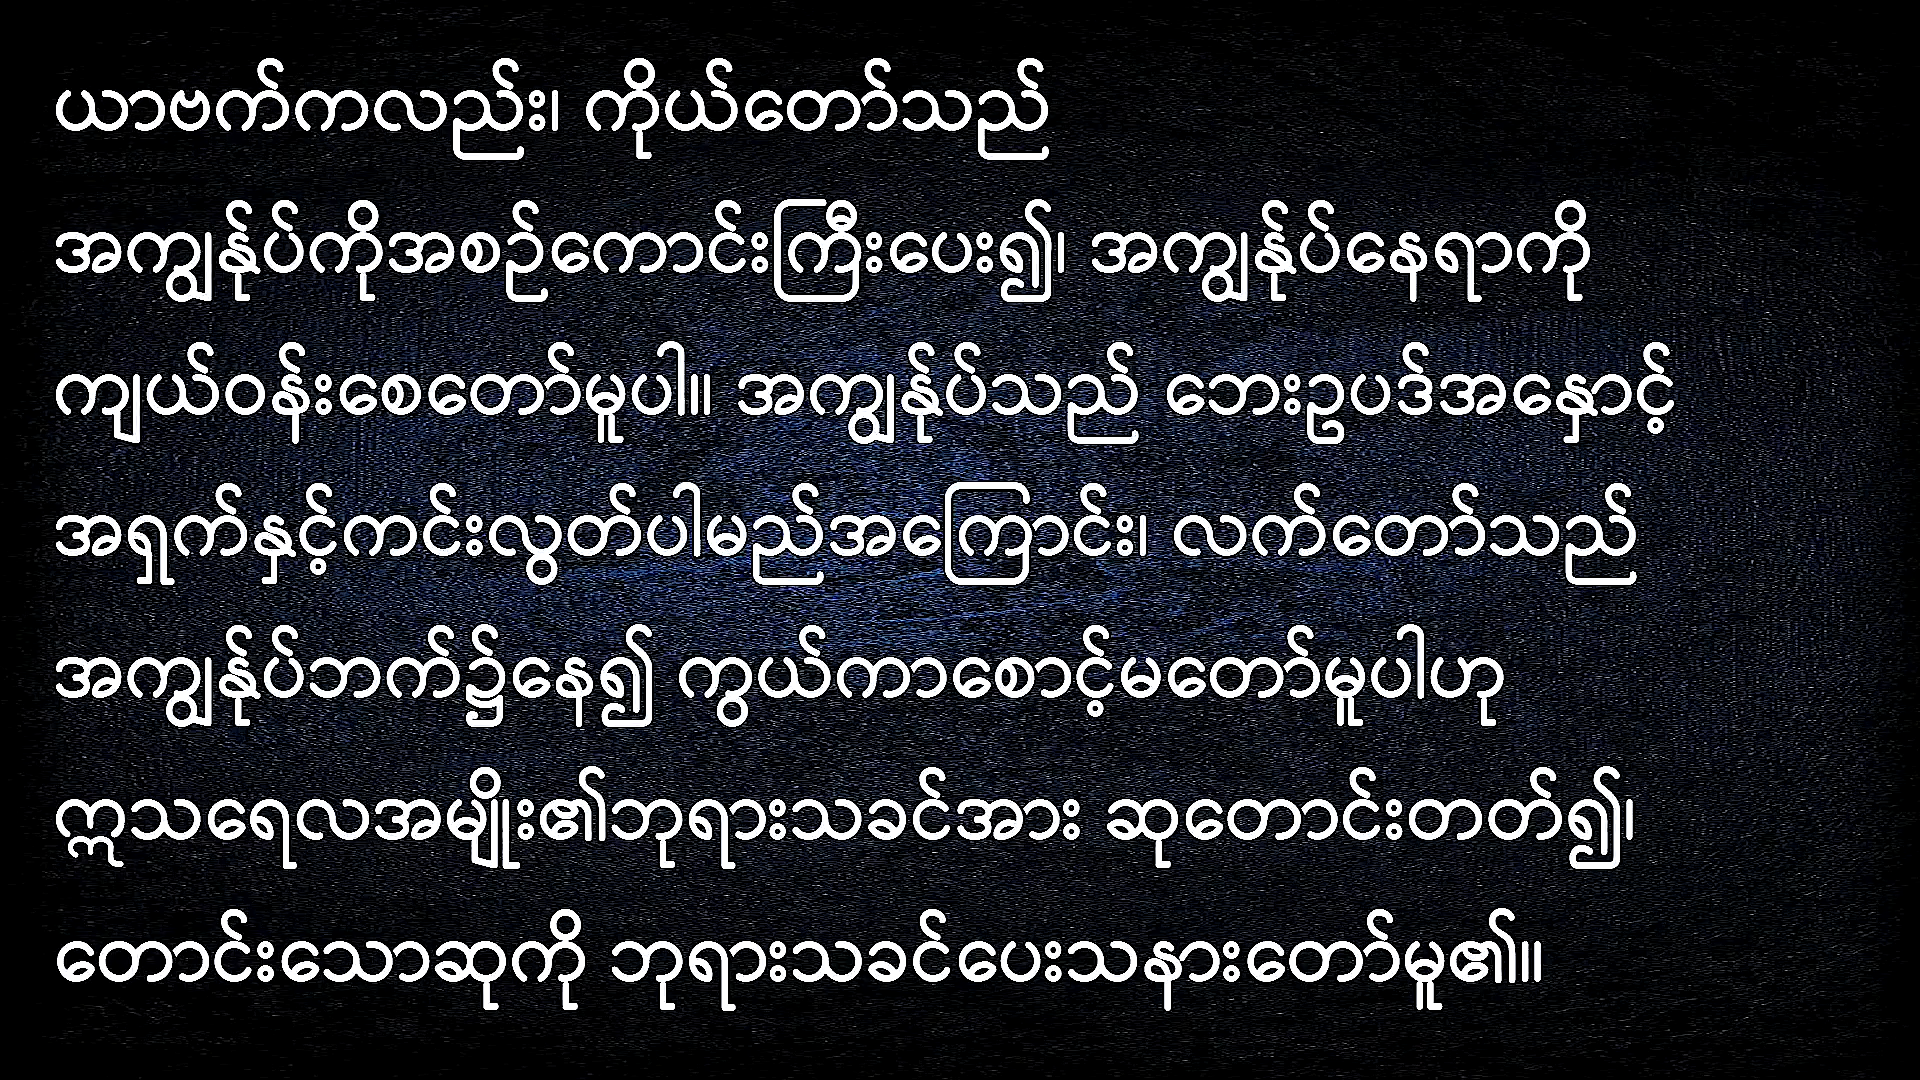 ယာဗက်ကလည်း၊ ကိုယ်တော်သည်
အကျွန်ုပ်ကိုအစဉ်ကောင်းကြီးပေး၍၊ အကျွန်ုပ်နေရာကို
ကျယ်ဝန်းစေတော်မူပါ။ အကျွန်ုပ်သည် ဘေးဥပဒ်အနှောင့်
အရှက်နှင့်ကင်းလွတ်ပါမည်အကြောင်း၊ လက်တော်သည်
အကျွန်ုပ်ဘက်၌နေ၍ ကွယ်ကာစောင့်မတော်မူပါဟု
ဣသရေလအမျိုး၏ဘုရားသခင်အား ဆုတောင်းတတ်၍၊
တောင်းသောဆုကို ဘုရားသခင်ပေးသနားတော်မူ၏။